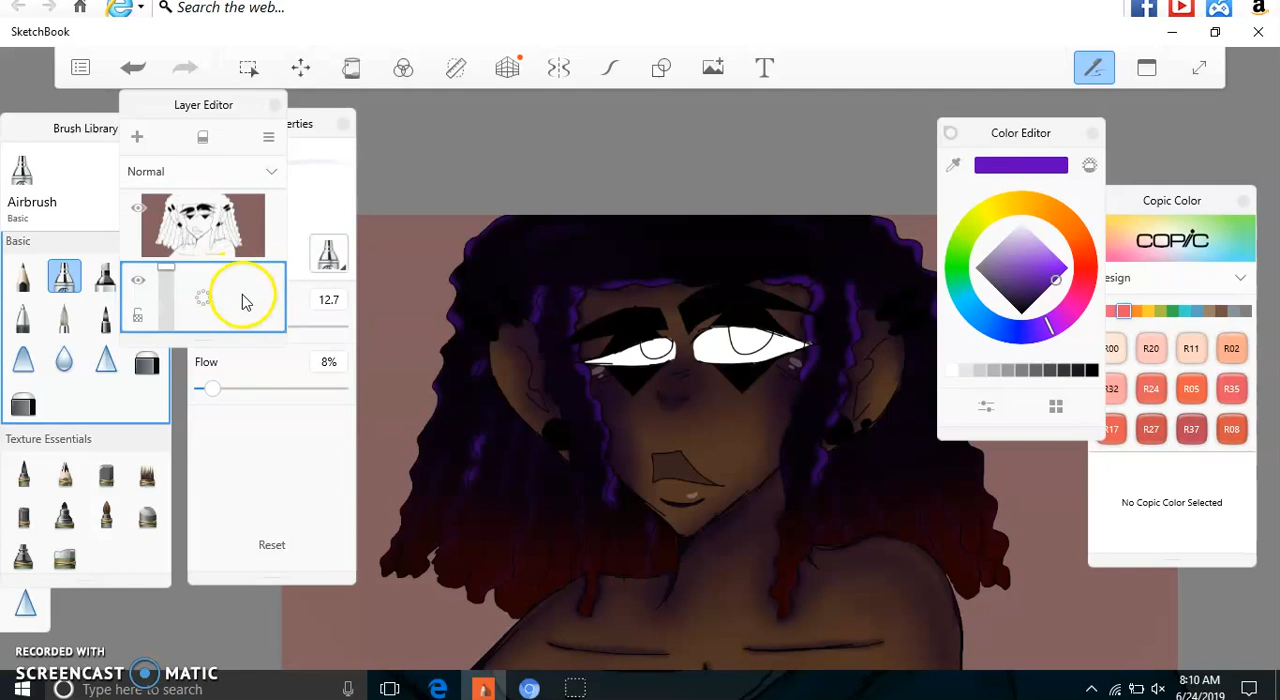 Search the web...
SketchBook
T
Layer Editor
Brush Library
erties
Normal
Airbrush
Basic
Basic
12.7
Flow
8%
Texture Essentials
Reset
Color Editor
Copic Color
COPIC
esign
R00
R20
R11
R02
R32
R24
R05
R35
R17
R27
R37
R08
No Copic Color Selected
RECORDED WITH
SCREENCAST MATIC
Type here to search
8:10 AM
6/24/2019